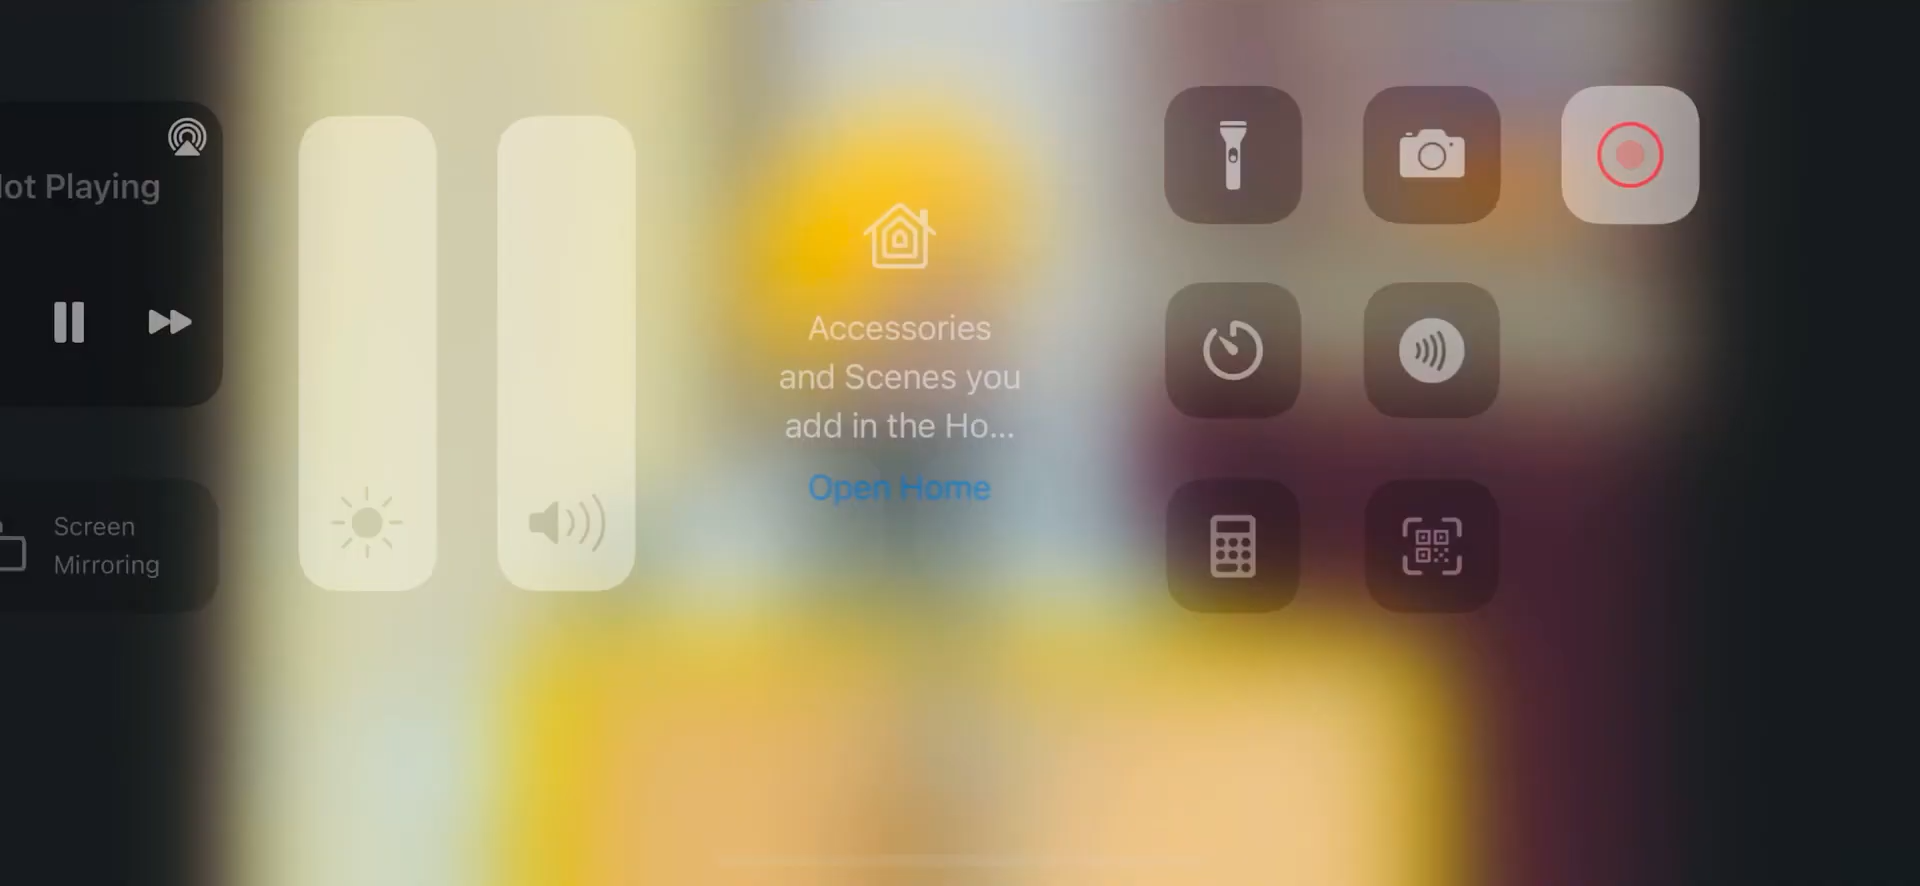 ot Playing
Screen
Mirroring
Accessories
and Scenes you
add in the Ho...
Open Home